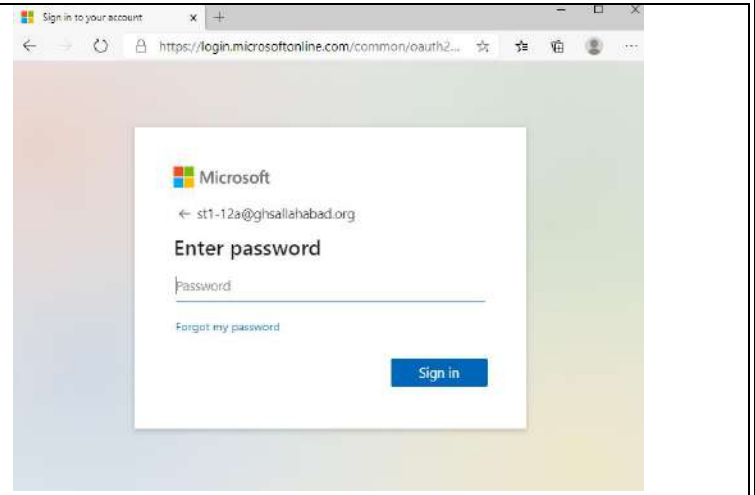 Sign in to your account
https://login.microsoftonline.com/common/oauth2...
Microsoft
← st1-12a@ghsallahabad.org
Enter password
Password
Forgot my password
Sign in